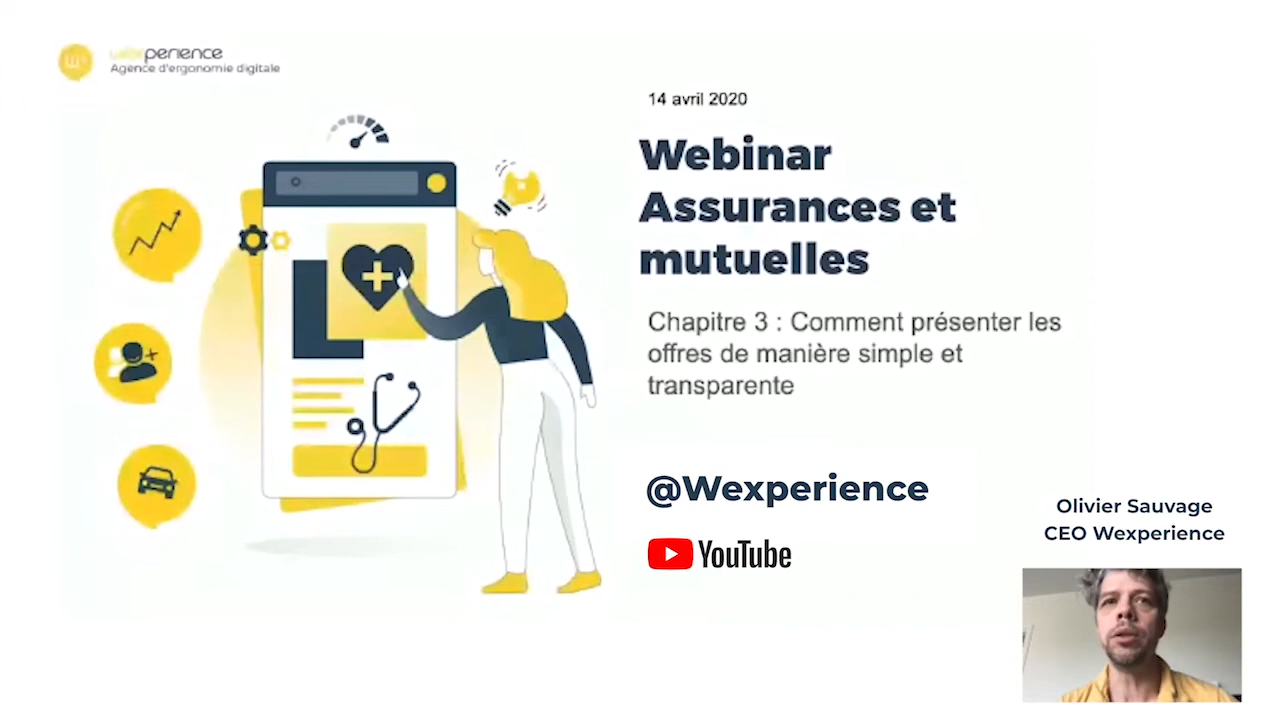 wexperience
Agence d'ergonomie digitale
14 avril 2020
Webinar
Assurances et
mutuelles
Chapitre 3 : Comment présenter les
offres de manière simple et
transparente
@Wexperience
YouTube
Olivier Sauvage
CEO Wexperience